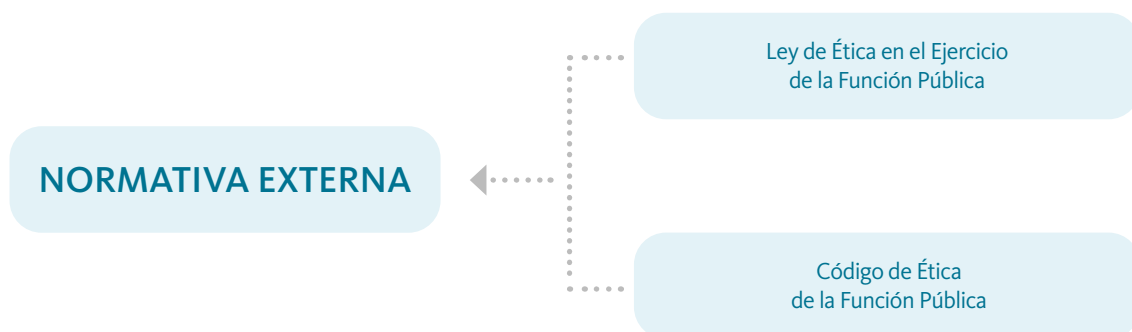 Ley de Ética en el Ejercicio
de la Función Pública
NORMATIVA EXTERNA
Código de Ética
de la Función Pública